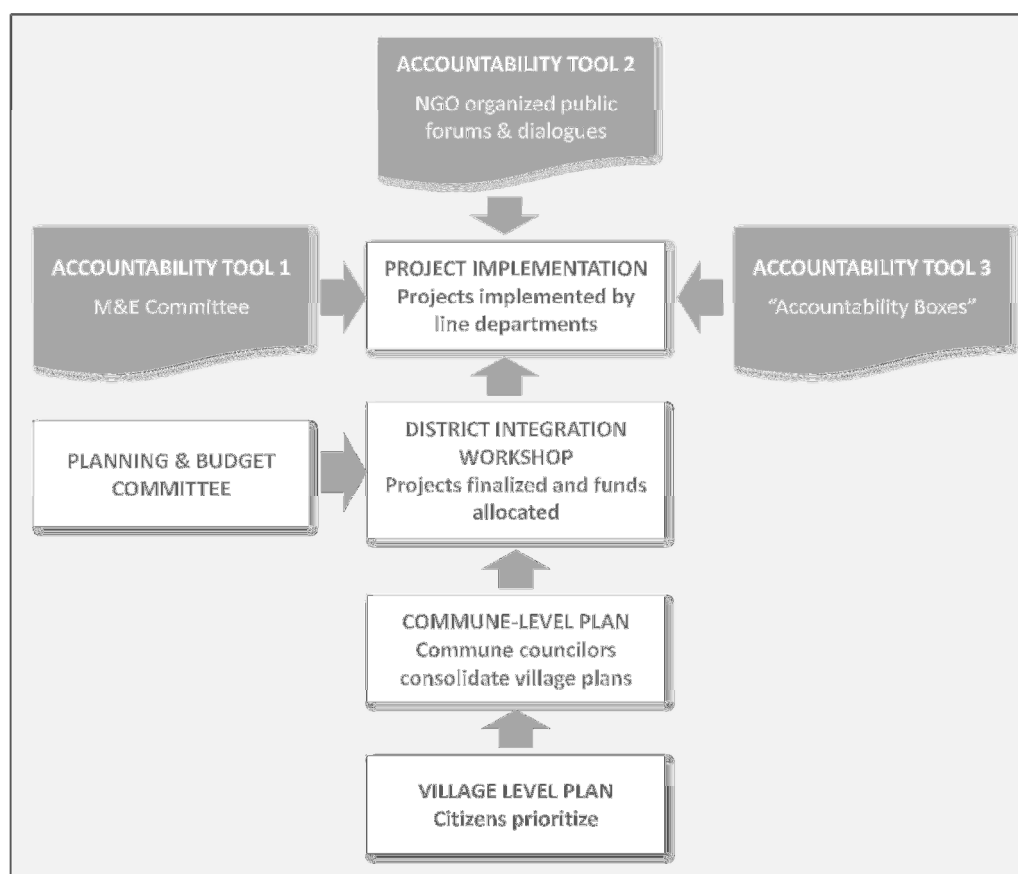 ACCOUNTABILITY TOOL 2
NGO organized public
forums & dialogues
ACCOUNTABILITY TOOL 1
M&E Committee
PROJECT IMPLEMENTATION
Projects implemented by
line departments
ACCOUNTABILITY TOOL 3
“Accountability Boxes”
PLANNING & BUDGET
COMMITTEE
DISTRICT INTEGRATION
WORKSHOP
Projects finalized and funds
allocated
COMMUNE-LEVEL PLAN
Commune councilors
consolidate village plans
VILLAGE LEVEL PLAN
Citizens prioritize